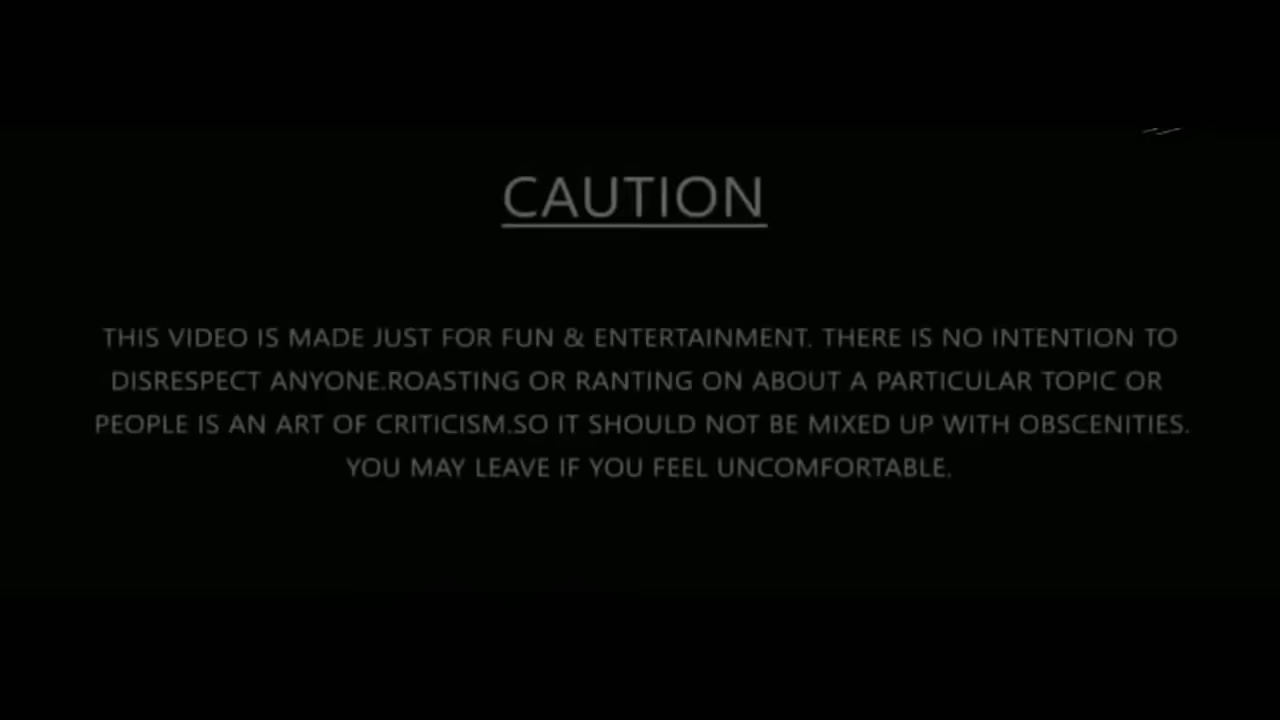 CAUTION
THIS VIDEO IS MADE JUST FOR FUN & ENTERTAINMENT. THERE IS NO INTENTION TO
DISRESPECT ANYONE.ROASTING OR RANTING ON ABOUT A PARTICULAR TOPIC OR
PEOPLE IS AN ART OF CRITICISM.SO IT SHOULD NOT BE MIXED UP WITH OBSCENITIES.
YOU MAY LEAVE IF YOU FEEL UNCOMFORTABLE.